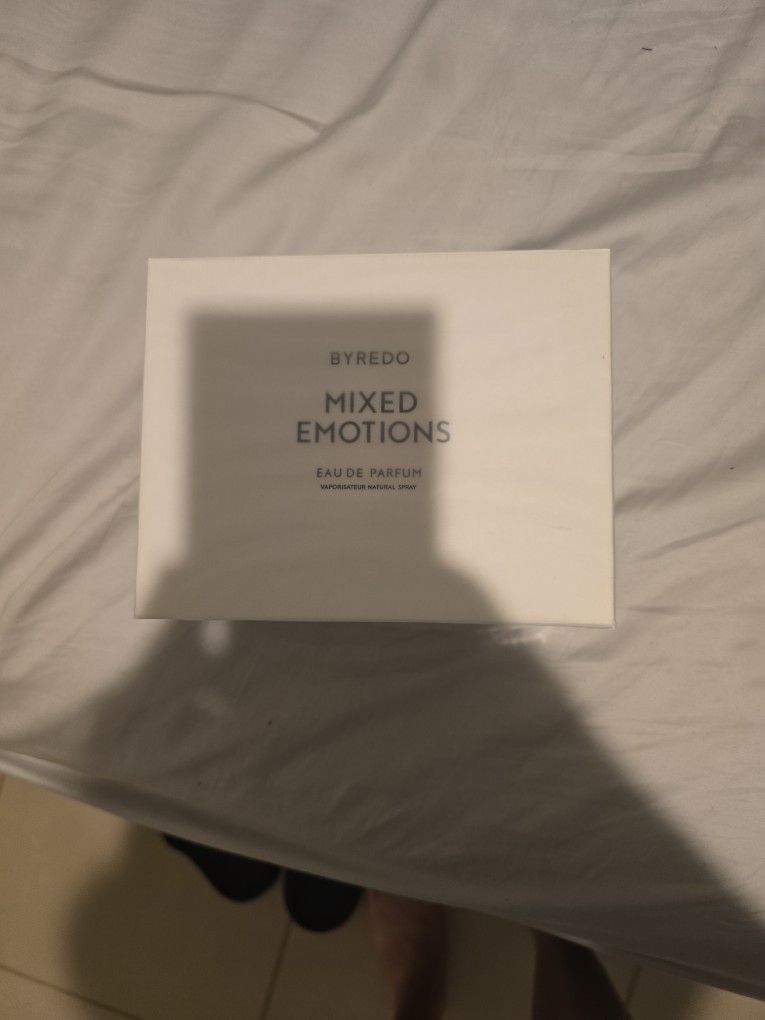 BYREDO
MIXED
EMOTIONS
EAU DE PARFUM
VAPORISATEUR NATURAL SPRAY